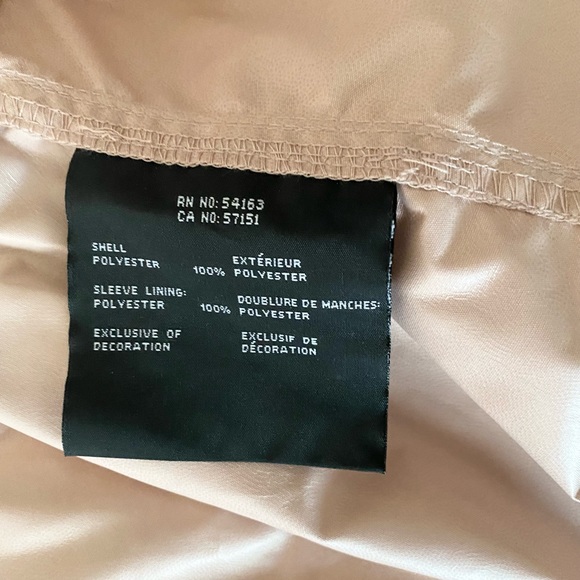 RN NO: 54163
CA NO: 57151
SHELL
POLYESTER
100%
EXTÉRIEUR
POLYESTER
SLEEVE LINING:
POLYESTER
100%
DOUBLURE DE MANCHES:
POLYESTER
EXCLUSIVE OF
DECORATION
EXCLUSIF DE
DÉCORATION